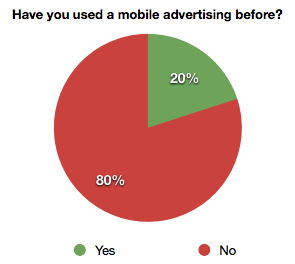 Have you used a mobile advertising before?
20%
80%
Yes No